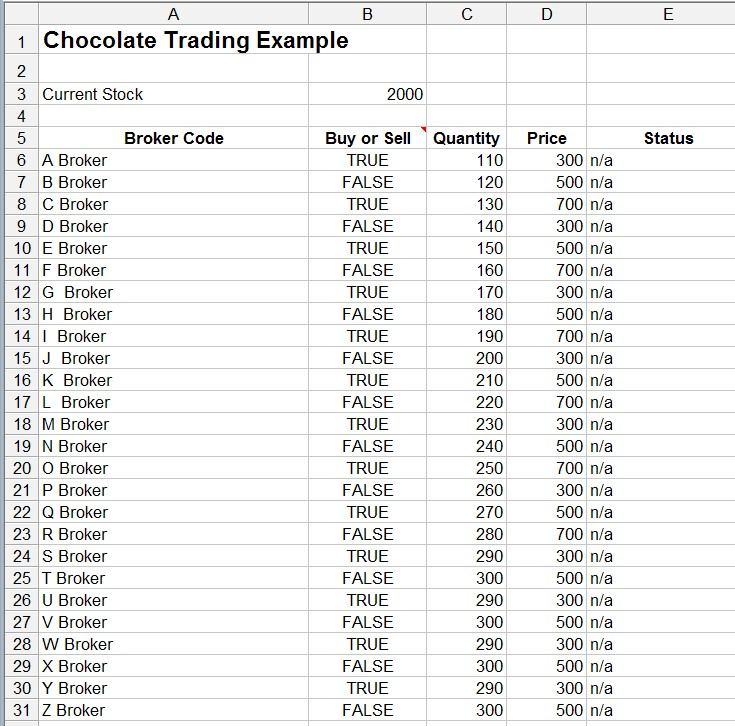 A B C D E
1 Chocolate Trading Example
2
3 Current Stock 2000
4
5 Broker Code Buy or Sell Quantity Price Status
6 A Broker TRUE 110 300 n/a
7 B Broker FALSE 120 500 n/a
8 C Broker TRUE 130 700 n/a
9 D Broker FALSE 140 300 n/a
10 E Broker TRUE 150 500 n/a
11 F Broker FALSE 160 700 n/a
12 G Broker TRUE 170 300 n/a
13 H Broker FALSE 180 500 n/a
14 I Broker TRUE 190 700 n/a
15 J Broker FALSE 200 300 n/a
16 K Broker TRUE 210 500 n/a
17 L Broker FALSE 220 700 n/a
18 M Broker TRUE 230 300 n/a
19 N Broker FALSE 240 500 n/a
20 O Broker TRUE 250 700 n/a
21 P Broker FALSE 260 300 n/a
22 Q Broker TRUE 270 500 n/a
23 R Broker FALSE 280 700 n/a
24 S Broker TRUE 290 300 n/a
25 T Broker FALSE 300 500 n/a
26 U Broker TRUE 290 300 n/a
27 V Broker FALSE 300 500 n/a
28 W Broker TRUE 290 300 n/a
29 X Broker FALSE 300 500 n/a
30 Y Broker TRUE 290 300 n/a
31 Z Broker FALSE 300 500 n/a